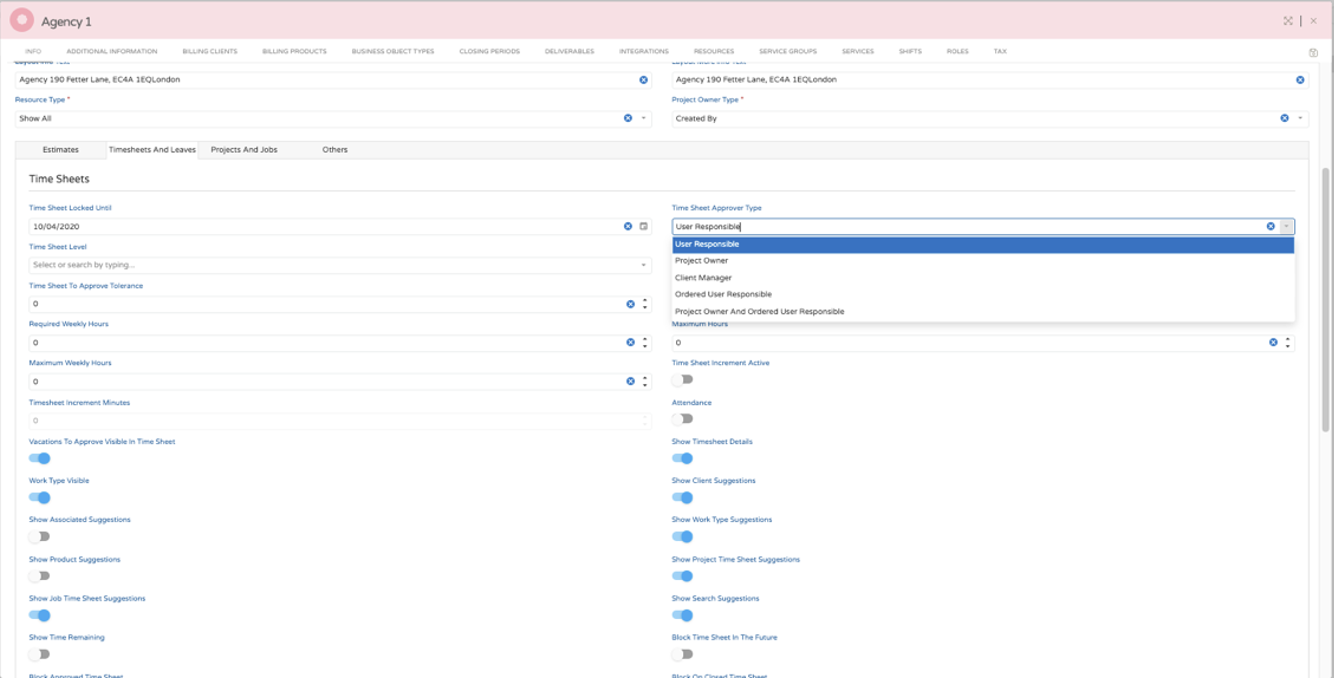 Agency 1
INFO ADDITIONAL INFORMATION BILLING CLIENTS BILLING PRODUCTS BUSINESS OBJECT TYPES CLOSING PERIODS DELIVERABLES INTEGRATIONS RESOURCES SERVICE GROUPS SERVICES SHIFTS ROLES TAX
Agency 190 Fetter Lane, EC4A 1EQLondon
Agency 190 Fetter Lane, EC4A 1EQLondon
Resource Type *
Project Owner Type *
Show All
Created By
Estimates Timesheets And Leaves Projects And Jobs Others
Time Sheets
Time Sheet Locked Until
Time Sheet Approver Type
10/04/2020
User Responsible
Time Sheet Level
User Responsible
Select or search by typing...
Project Owner
Client Manager
Time Sheet To Approve Tolerance
Ordered User Responsible
0
Project Owner And Ordered User Responsible
Required Weekly Hours
Maximum Hours
0
0
Maximum Weekly Hours
Time Sheet Increment Active
0
Timesheet Increment Minutes
Attendance
0
Vacations To Approve Visible In Time Sheet
Show Timesheet Details
Work Type Visible
Show Client Suggestions
Show Associated Suggestions
Show Work Type Suggestions
Show Product Suggestions
Show Project Time Sheet Suggestions
Show Job Time Sheet Suggestions
Show Search Suggestions
Show Time Remaining
Block Time Sheet In The Future
Block Approved Time Sheet
Block On Closed Time Sheet